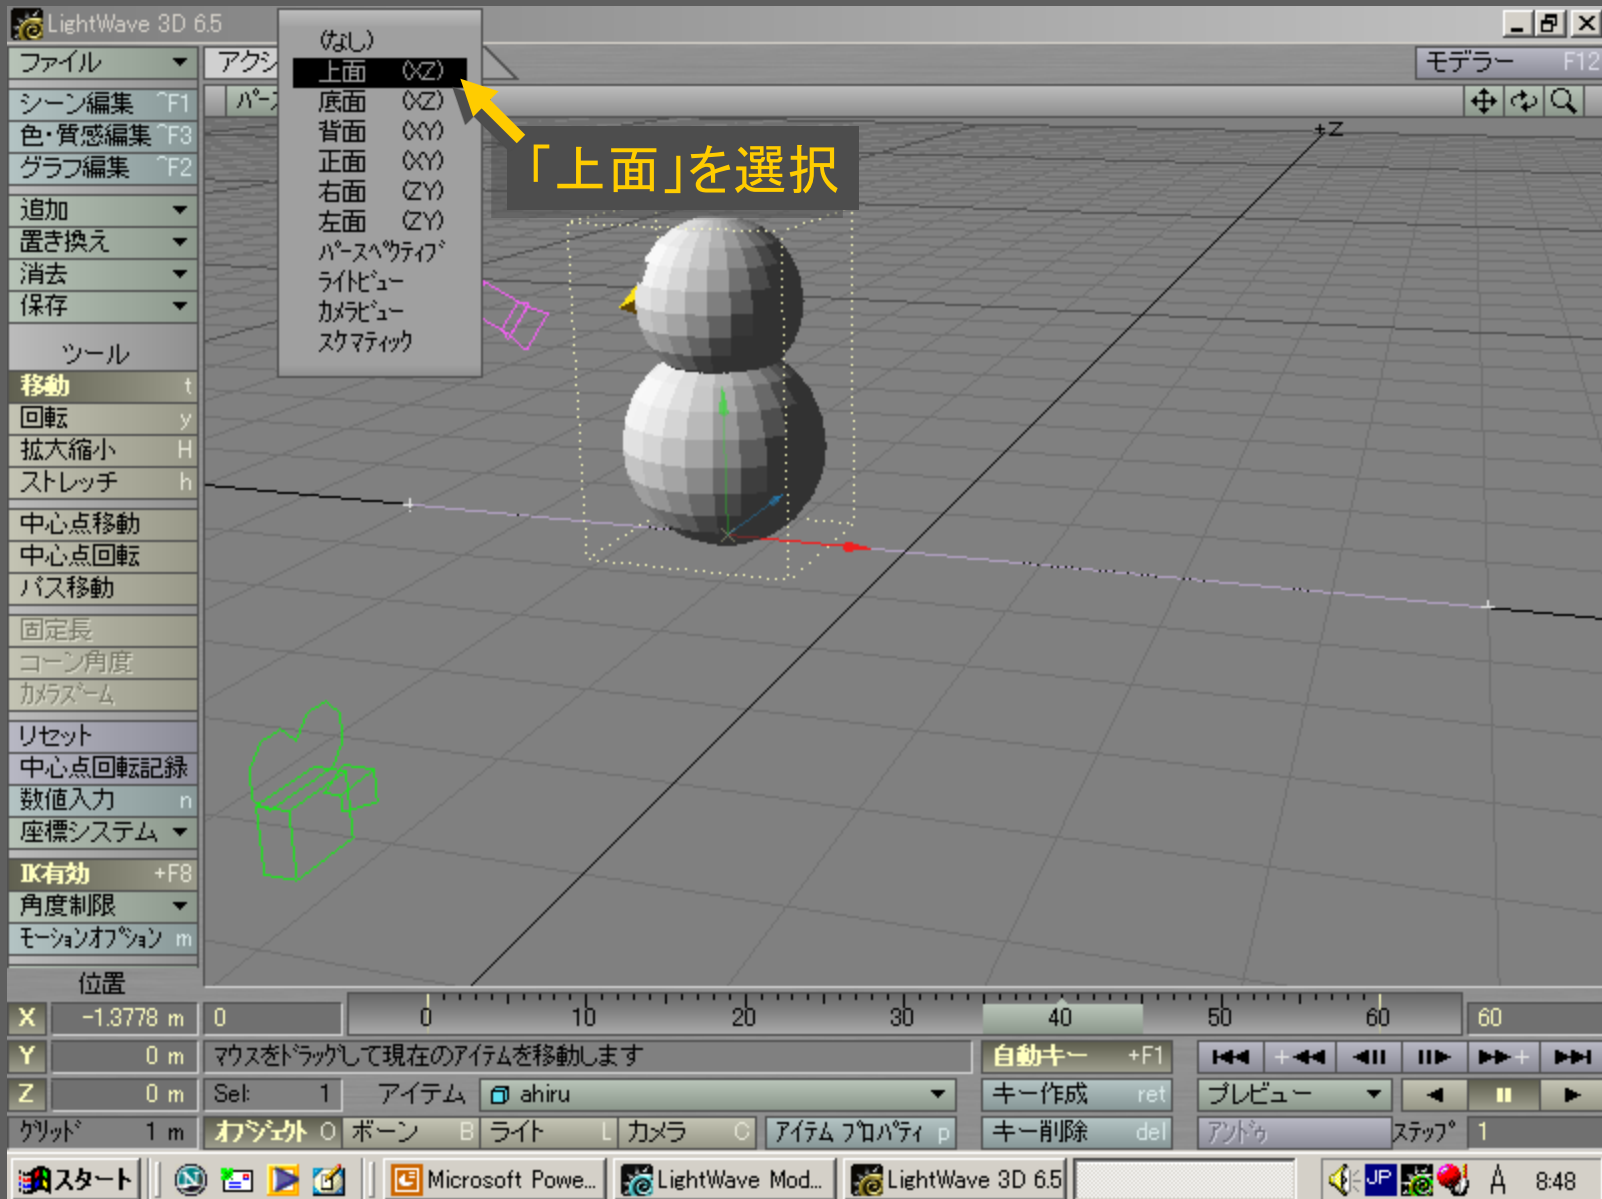 LightWave 3D 6.5
ファイル
アクシ
モデラー F12
(なし)
上面 (XZ)
底面 (XZ)
背面 (XY)
正面 (XY)
右面 (ZY)
左面 (ZY)
パースペクティブ
ライトビュー
カメラビュー
スケマティック
「上面」を選択
パース
+Z
シーン編集 ^F1
色・質感編集 ^F3
グラフ編集 ^F2
追加
置き換え
消去
保存
ツール
移動 t
回転 y
拡大縮小 H
ストレッチ h
中心点移動
中心点回転
パス移動
固定長
コーン角度
カメラズーム
リセット
中心点回転記録
数値入力 n
座標システム
IK有効 +F8
角度制限
モーションオプション m
位置
X -1.3778 m 0 0 10 20 30 40 50 60 60
Y 0 m マウスをドラッグして現在のアイテムを移動します 自動キー +F1
Z 0 m Sel: 1 アイテム ahiru キー作成 ret プレビュー
グリッド 1 m オブジェクト O ボーン B ライト L カメラ C アイテム プロパティ p キー削除 del アンドゥ ステップ 1
スタート Microsoft Powe... LightWave Mod... LightWave 3D 6.5 JP A 8:48